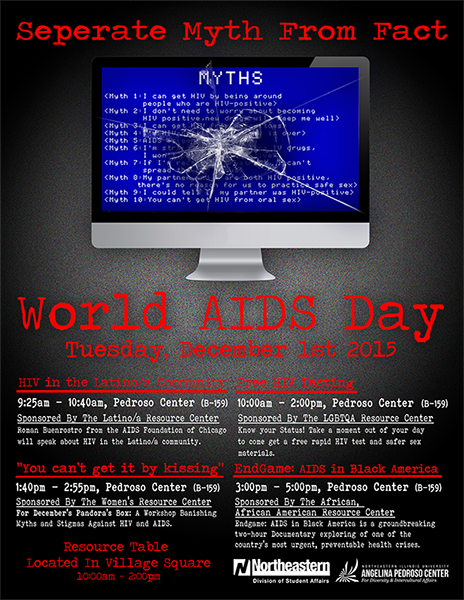 Seperate Myth From Fact
MYTHS
<Myth 1:I can get HIV by being around
people who are HIV-positive>
<Myth 2:I don't need to worry about becoming
HIV positive,new drugs will keep me well>
<Myth 3:I can get HIV from
<Myth 4:
over>
<Myth 5:AIDS
<Myth 6:I'm str drugs,
I won
<Myth 7:If I can't
spread
<Myth 8:My partner both HIV positive,
there's no reason for us to practice safe sex>
<Myth 9:I could tell if my partner was HIV-positive>
<Myth 10:You can't get HIV from oral sex>
World AIDS Day
Tuesday, December 1st 2015
HIV in the Latino/a Community
9:25am - 10:40am, Pedroso Center (B-159)
Sponsored By The Latino/a Resource Center
Roman Buenrostro from the AIDS Foundation of Chicago
will speak about HIV in the Latino/a community.
Free HIV Testing
10:00am - 2:00pm, Pedroso Center (B-159)
Sponsored By The LGBTQA Resource Center
Know your Status! Take a moment out of your day
to come get a free rapid HIV test and safer sex
materials.
"You can't get it by kissing"
1:40pm - 2:55pm, Pedroso Center (B-159)
Sponsored By The Women's Resource Center
For December's Pandora's Box: A Workshop Banishing
Myths and Stigmas Against HIV and AIDS.
EndGame: AIDS in Black America
3:00pm - 5:00pm, Pedroso Center (B-159)
Sponsored By The African,
African American Resource Center
Endgame: AIDS in Black America is a groundbreaking
two-hour Documentary exploring of one of the
country's most urgent, preventable health crises.
Resource Table
Located In Village Square
10:00am - 2:00pm
Northeastern
Division of Student Affairs
NORTHEASTERN ILLINOIS UNIVERSITY
ANGELINA PEDROSO CENTER
For Diversity & Intercultural Affairs